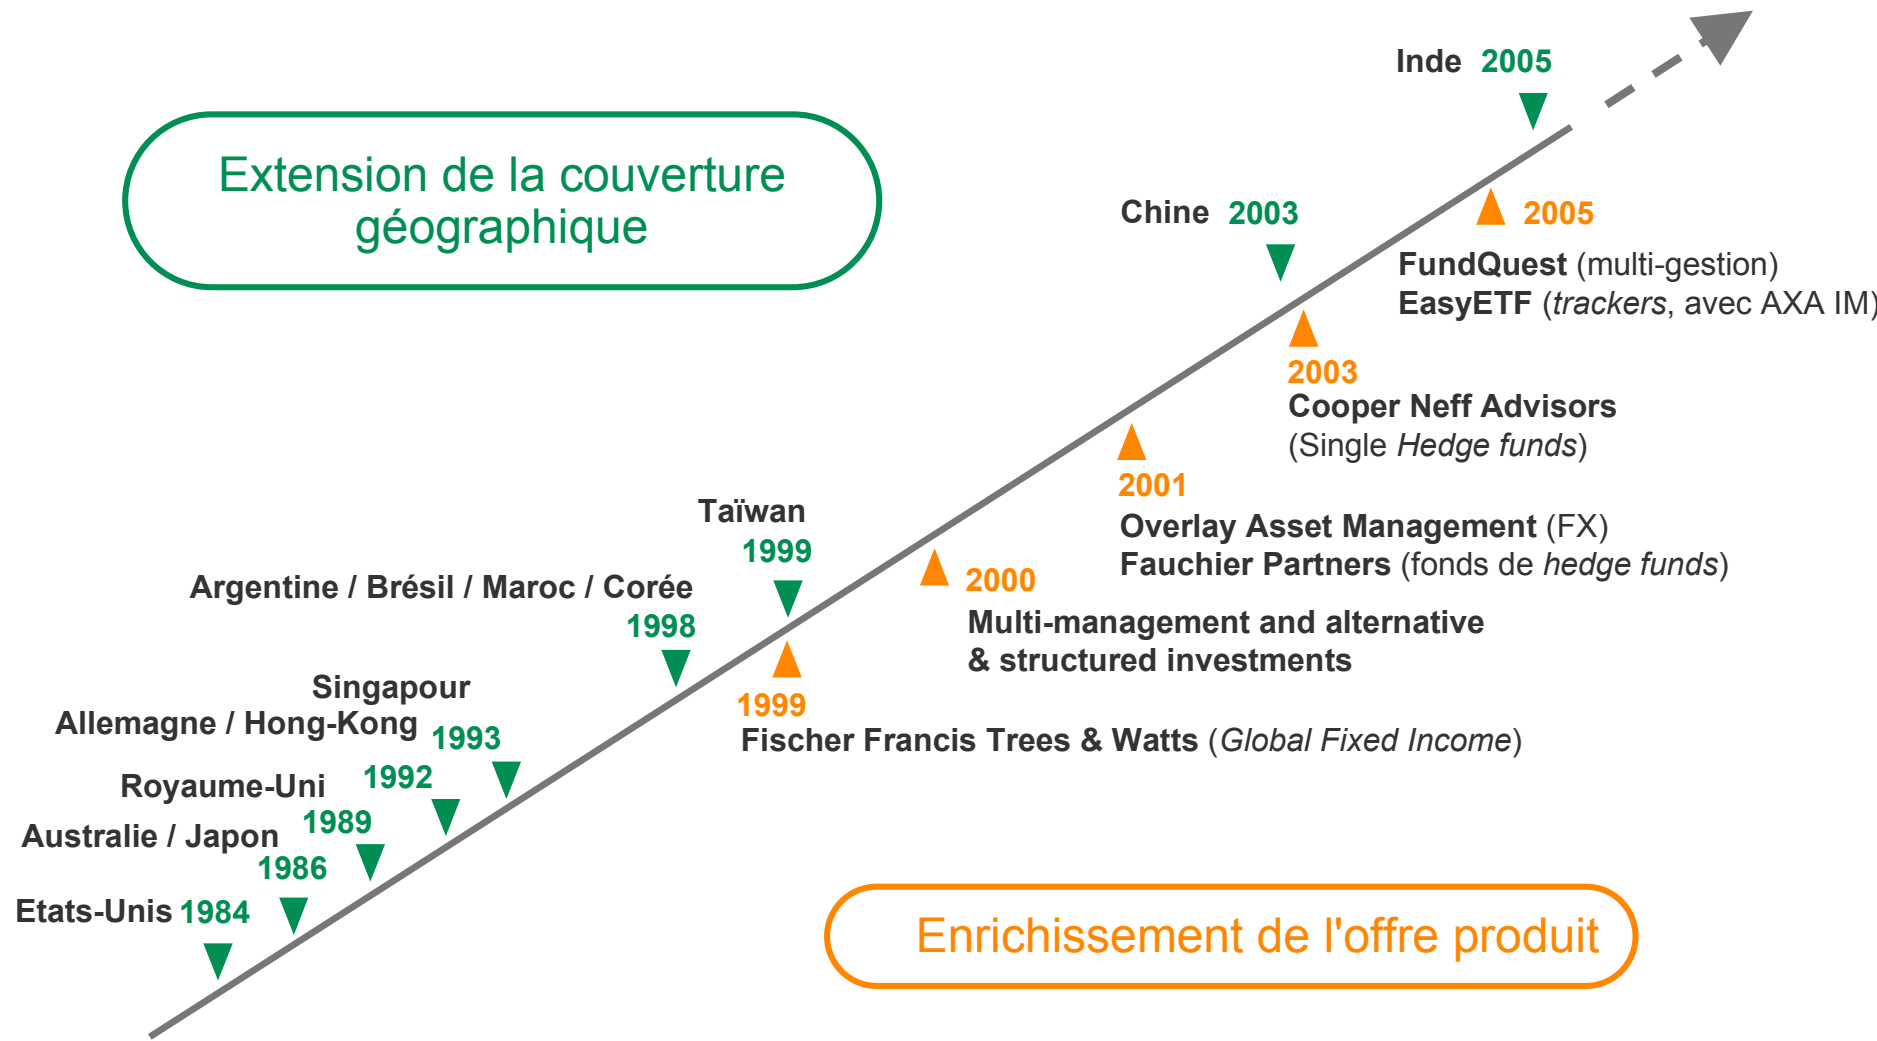 Inde 2005
Extension de la couverture
géographique
Chine 2003
2005
FundQuest (multi-gestion)
EasyETF (trackers, avec AXA IM)
2003
Cooper Neff Advisors
(Single Hedge funds)
2001
Overlay Asset Management (FX)
Fauchier Partners (fonds de hedge funds)
Taïwan
1999
2000
Multi-management and alternative
& structured investments
Argentine / Brésil / Maroc / Corée
1998
1999
Fischer Francis Trees & Watts (Global Fixed Income)
Singapour
1993
Allemagne / Hong-Kong
1992
Royaume-Uni
1989
Australie / Japon
1986
Etats-Unis 1984
Enrichissement de l'offre produit